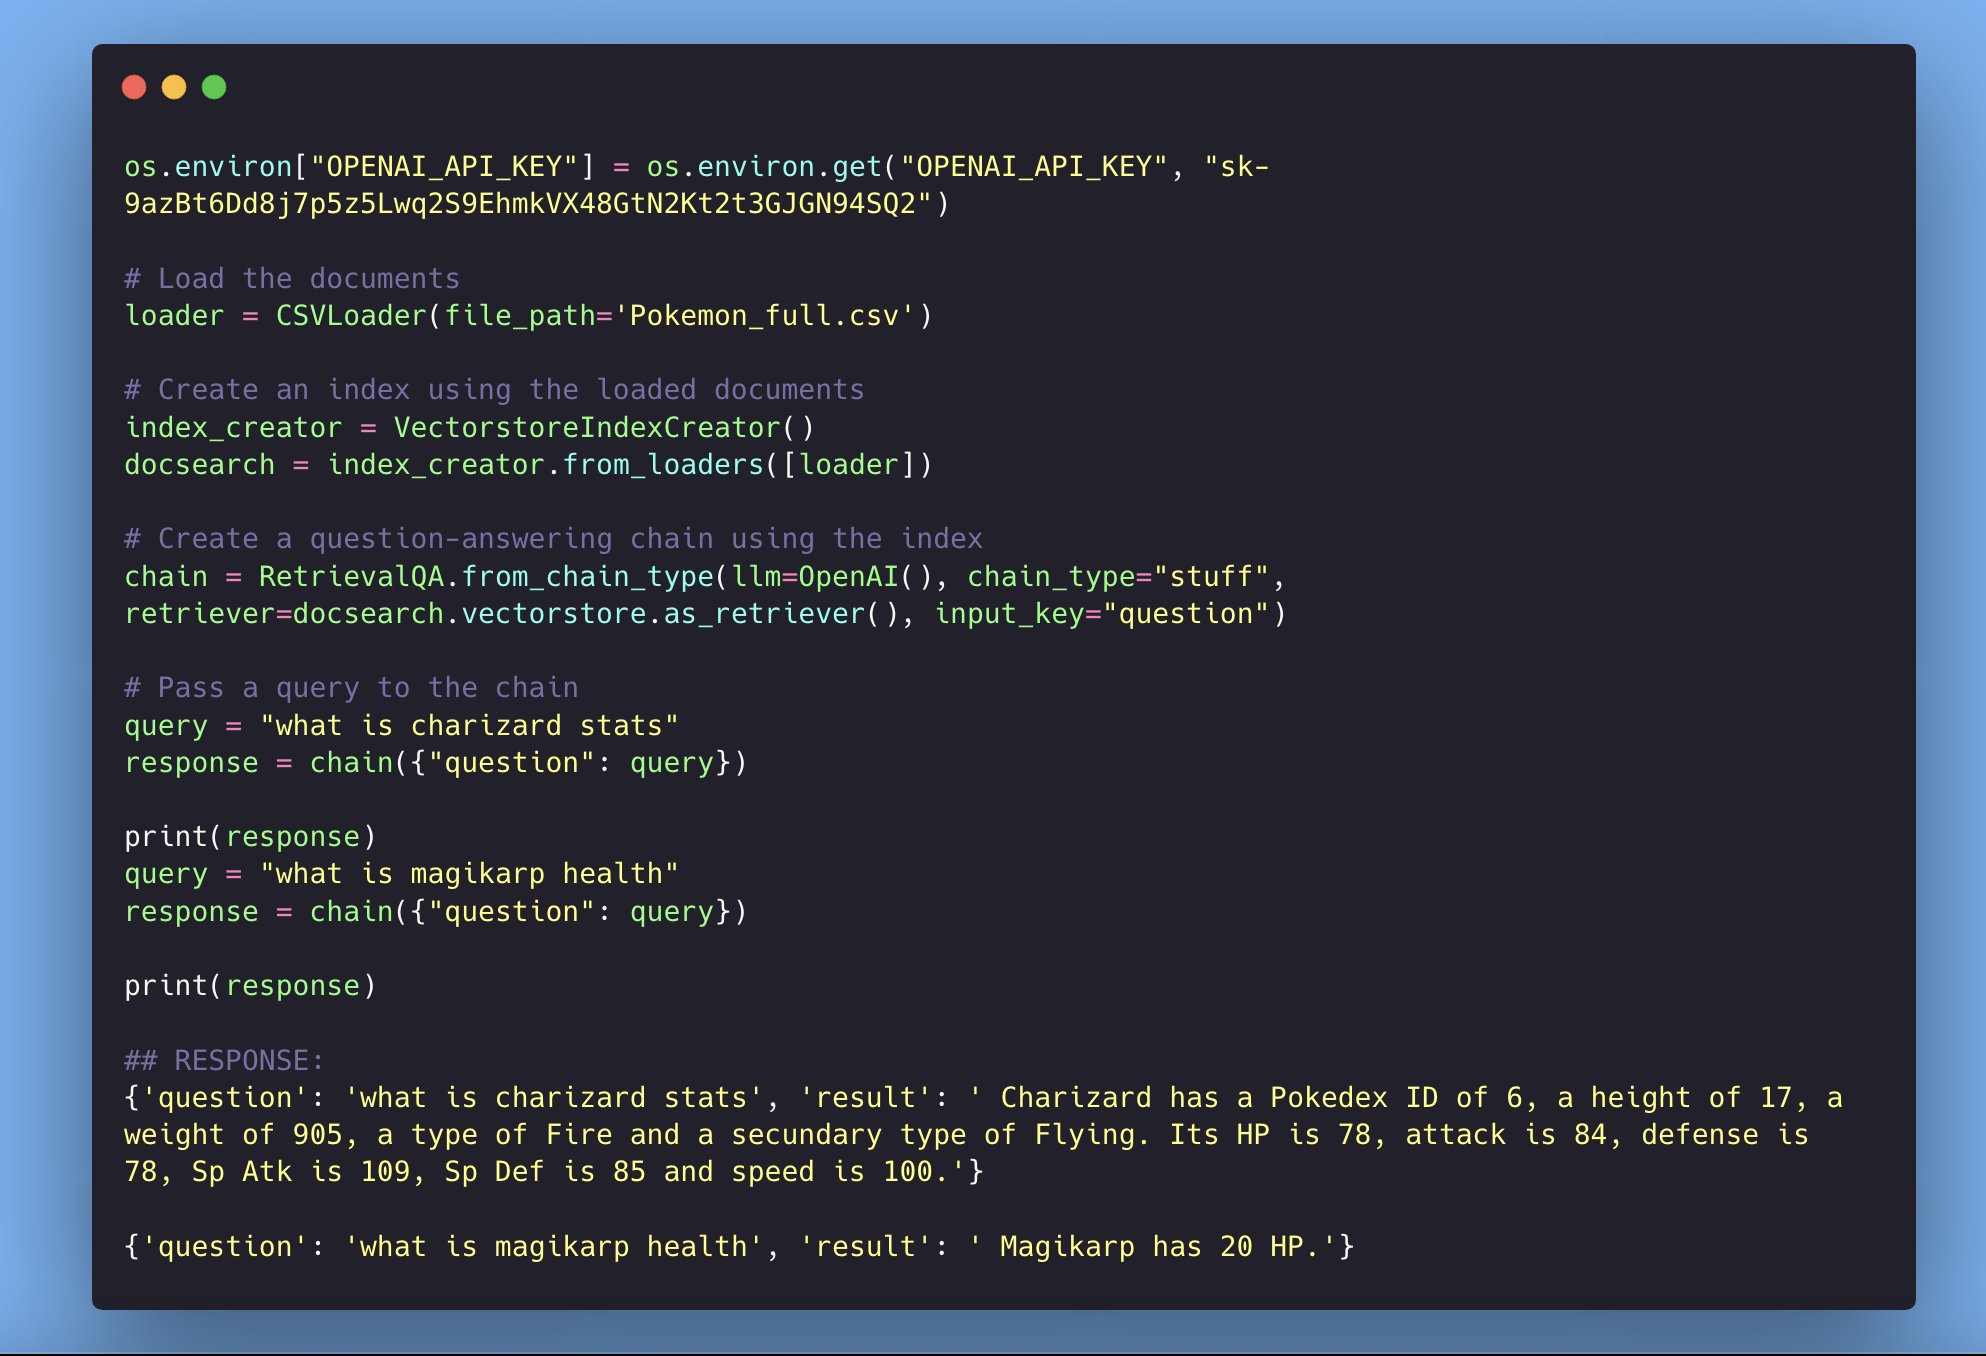 os.environ["OPENAI_API_KEY"] = os.environ.get("OPENAI_API_KEY", "sk-
9azBt6Dd8j7p5z5Lwq2S9EhmkVX48GtN2Kt2t3GJGN94SQ2")
# Load the documents
loader = CSVLoader(file_path='Pokemon_full.csv')
# Create an index using the loaded documents
index_creator = VectorstoreIndexCreator()
docsearch = index_creator.from_loaders([loader])
# Create a question-answering chain using the index
chain = RetrievalQA.from_chain_type(llm=OpenAI(), chain_type="stuff",
retriever=docsearch.vectorstore.as_retriever(), input_key="question")
# Pass a query to the chain
query = "what is charizard stats"
response = chain({"question": query})
print(response)
query = "what is magikarp health"
response = chain({"question": query})
print(response)
## RESPONSE:
{'question': 'what is charizard stats', 'result': ' Charizard has a Pokedex ID of 6, a height of 17, a
weight of 905, a type of Fire and a secundary type of Flying. Its HP is 78, attack is 84, defense is
78, Sp Atk is 109, Sp Def is 85 and speed is 100.'}
{'question': 'what is magikarp health', 'result': ' Magikarp has 20 HP.'}